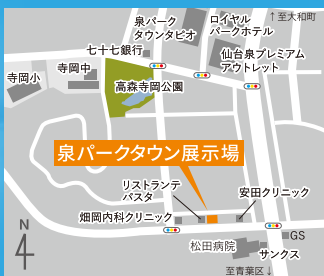 ↑至大和町
泉パーク
タウンタピオ
ロイヤル
パークホテル
七十七銀行
仙台泉プレミアム
アウトレット
寺岡小
寺岡中
高森寺岡公園
泉パークタウン展示場
リストランテ
パスタ
安田クリニック
畑岡内科クリニック
N
4
松田病院
GS
サンクス
至青葉区↓